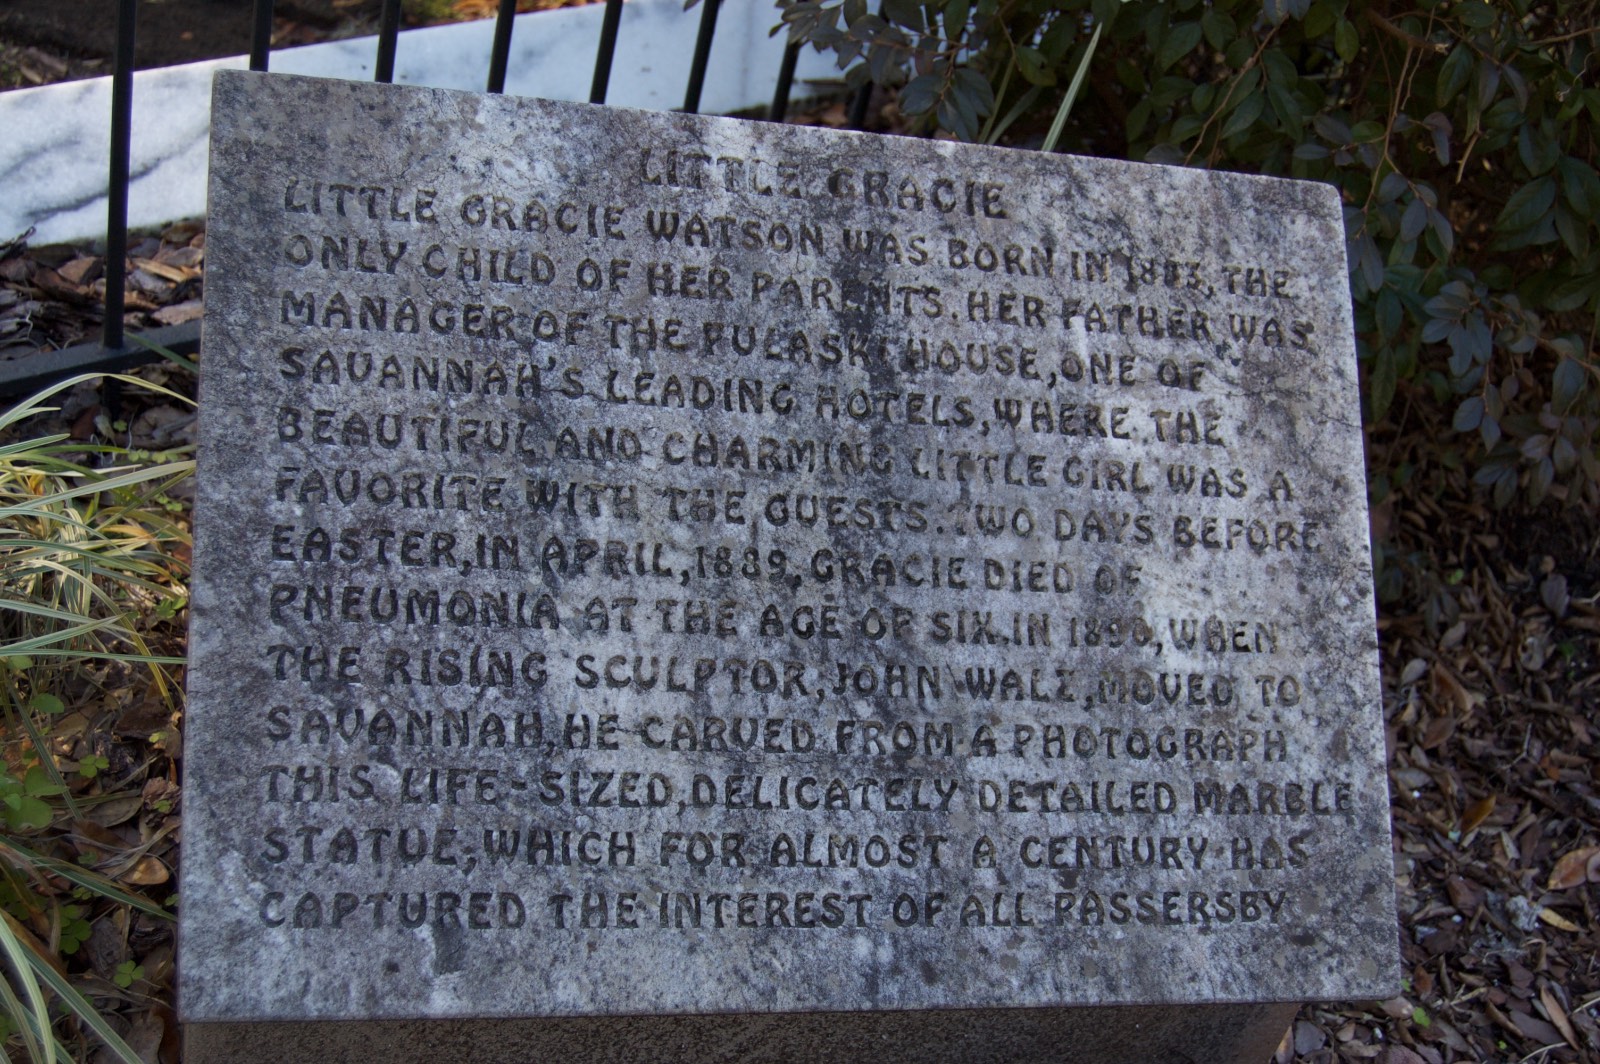 LITTLE GRACIE
LITTLE GRACIE WATSON WAS BORN IN 1883, THE
ONLY CHILD OF HER PARENTS. HER FATHER WAS
MANAGER OF THE PULASKI HOUSE, ONE OF
SAVANNAH'S LEADING HOTELS, WHERE THE
BEAUTIFUL AND CHARMING LITTLE GIRL WAS A
FAVORITE WITH THE GUESTS. TWO DAYS BEFORE
EASTER, IN APRIL, 1889, GRACIE DIED OF
PNEUMONIA AT THE AGE OF SIX. IN 1890, WHEN
THE RISING SCULPTOR, JOHN WALZ, MOVED TO
SAVANNAH, HE CARVED FROM A PHOTOGRAPH
THIS LIFE-SIZED, DELICATELY DETAILED MARBLE
STATUE, WHICH FOR ALMOST A CENTURY HAS
CAPTURED THE INTEREST OF ALL PASSERSBY